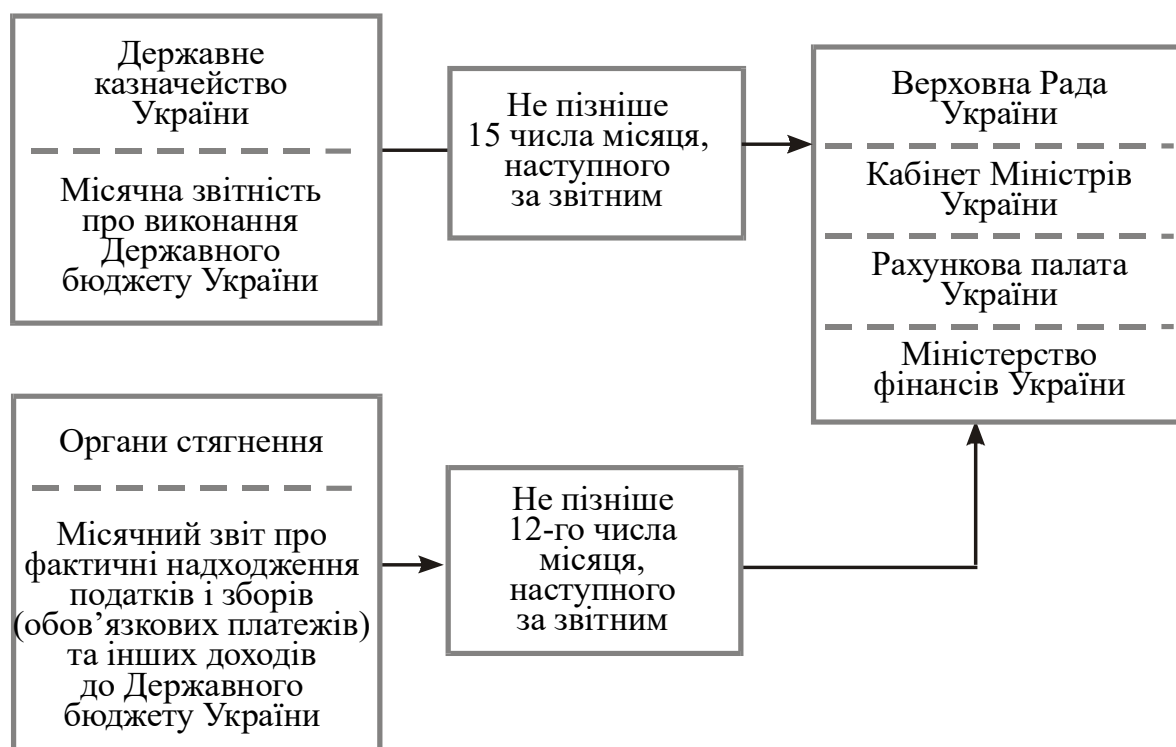 Державне
казначейство
України
Місячна звітність
про виконання
Державного
бюджету України
Не пізніше
15 числа місяця,
наступного
за звітним
Верховна Рада
України
Кабінет Міністрів
України
Рахункова палата
України
Міністерство
фінансів України
Органи стягнення
Місячний звіт про
фактичні надходження
податків і зборів
(обов’язкових платежів)
та інших доходів
до Державного
бюджету України
Не пізніше
12-го числа
місяця,
наступного
за звітним